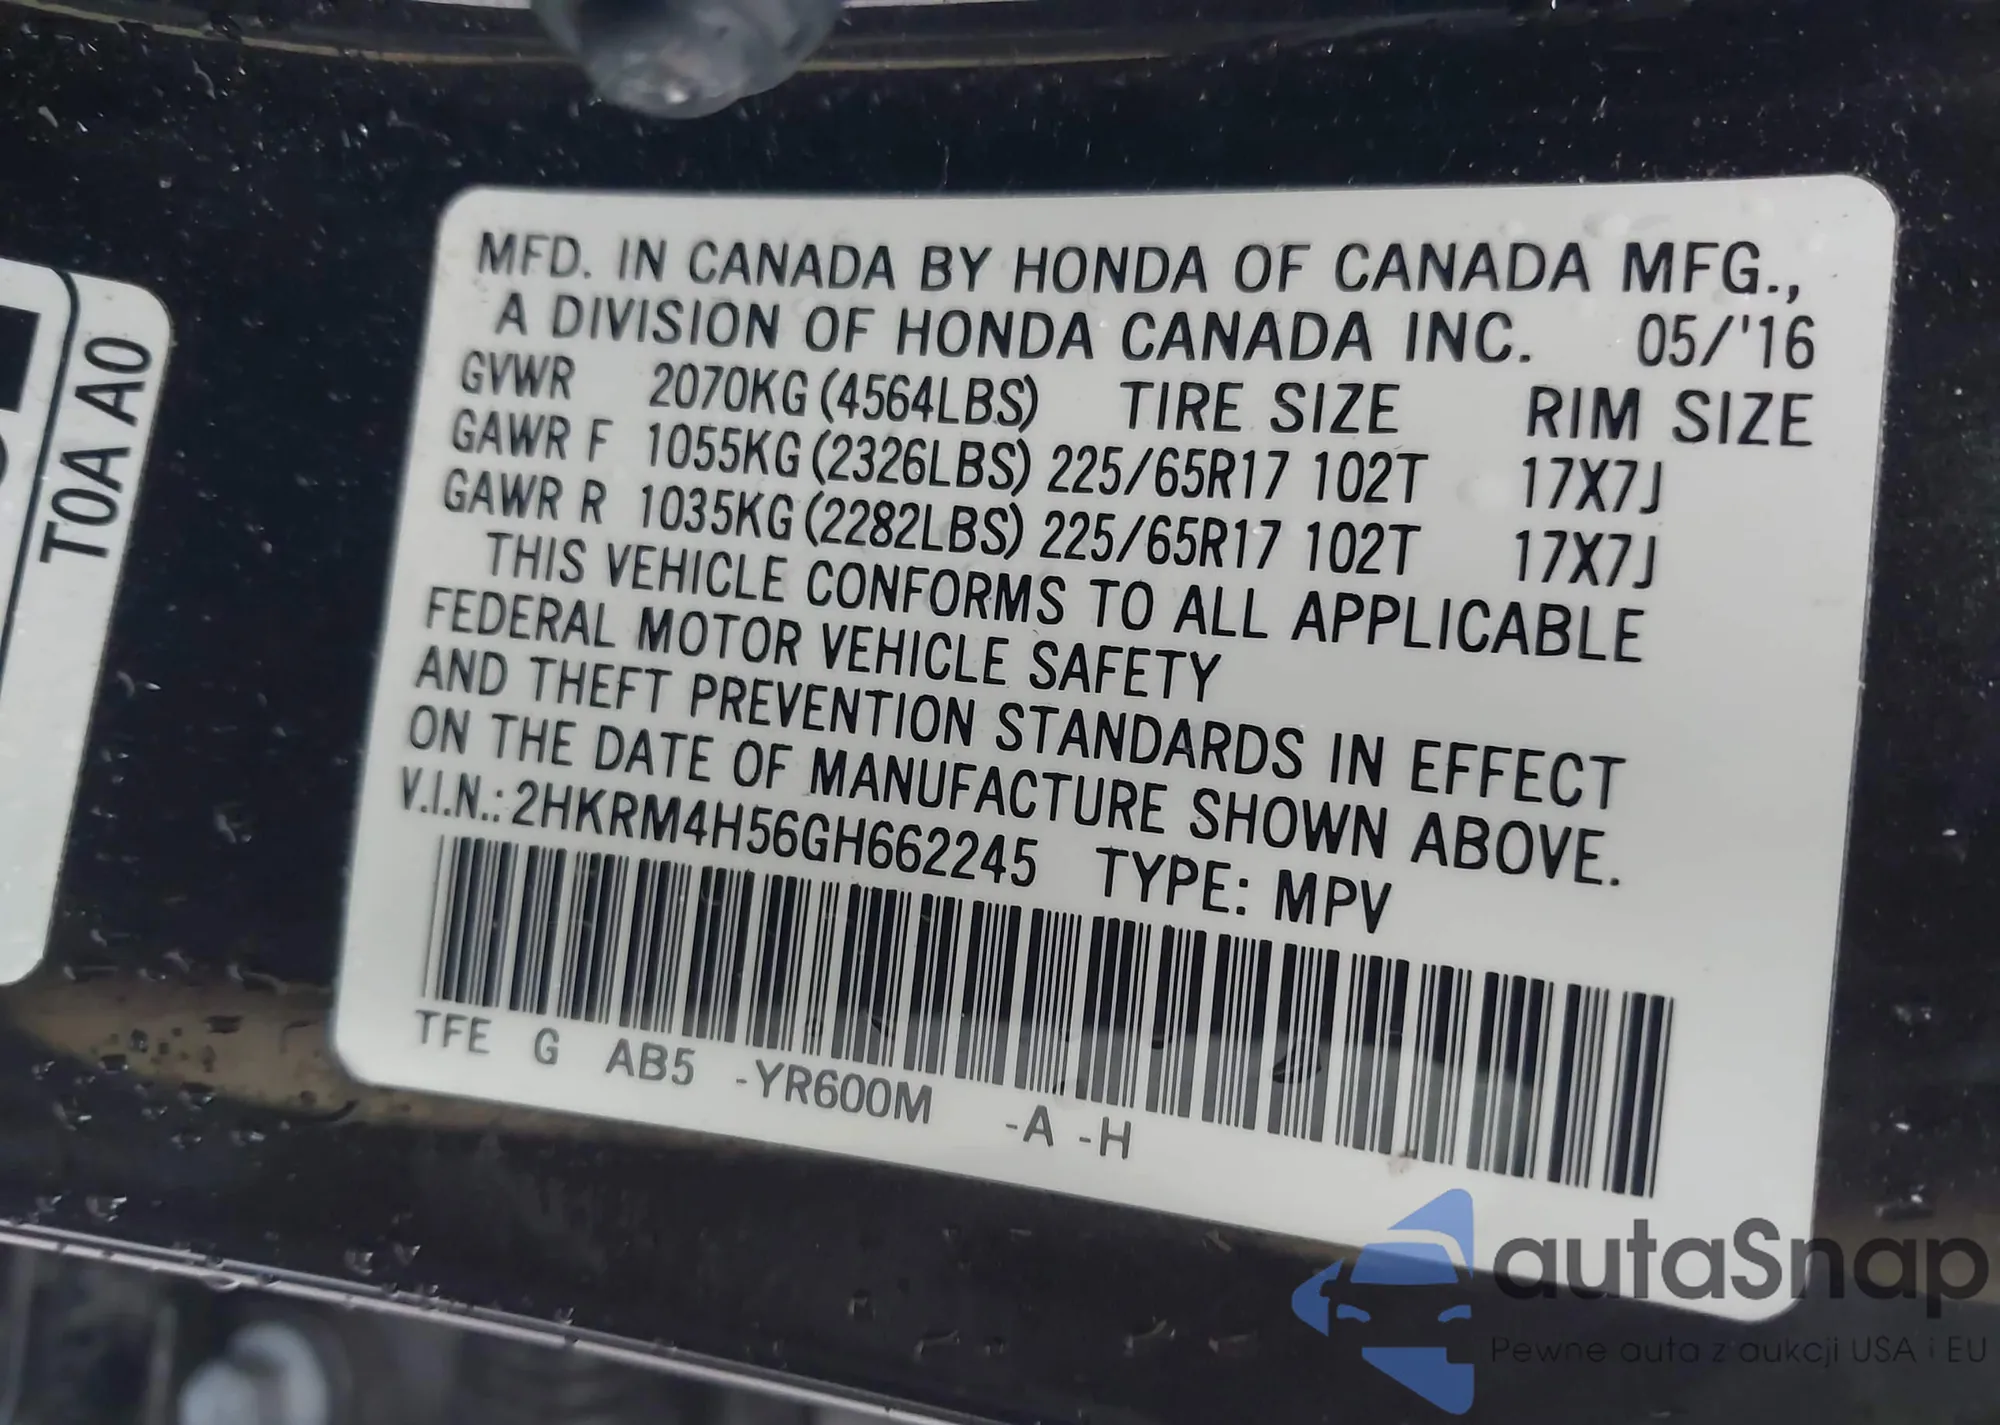 MFD. IN CANADA BY HONDA OF CANADA MFG.,
A DIVISION OF HONDA CANADA INC. 05/'16
GVWR 2070KG (4564LBS) TIRE SIZE RIM SIZE
GAWR F 1055KG (2326LBS) 225/65R17 102T 17X7J
GAWR R 1035KG (2282LBS) 225/65R17 102T 17X7J
THIS VEHICLE CONFORMS TO ALL APPLICABLE
FEDERAL MOTOR VEHICLE SAFETY
AND THEFT PREVENTION STANDARDS IN EFFECT
ON THE DATE OF MANUFACTURE SHOWN ABOVE.
V.I.N.: 2HKRM4H56GH662245 TYPE: MPV
TFE G AB5 -YR600M -A -H
T0A A0
autaSnap
Pewne auta z aukcji USA i EU